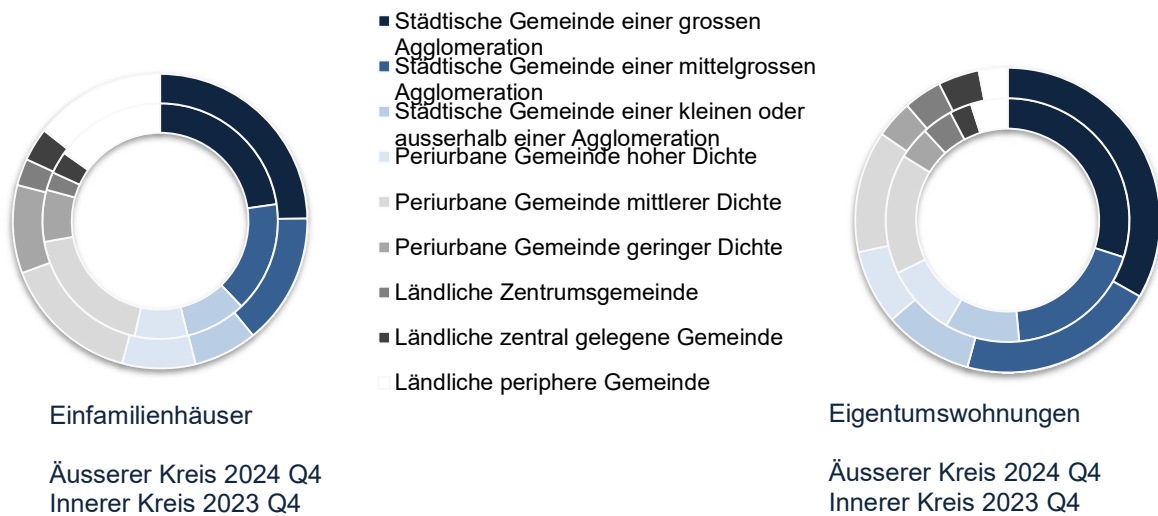 Städtische Gemeinde einer grossen
Agglomeration
Städtische Gemeinde einer mittelgrossen
Agglomeration
Städtische Gemeinde einer kleinen oder
ausserhalb einer Agglomeration
Periurbane Gemeinde hoher Dichte
Periurbane Gemeinde mittlerer Dichte
Periurbane Gemeinde geringer Dichte
Ländliche Zentrumsgemeinde
Ländliche zentral gelegene Gemeinde
Ländliche periphere Gemeinde
Einfamilienhäuser
Äusserer Kreis 2024 Q4
Innerer Kreis 2023 Q4
Eigentumswohnungen
Äusserer Kreis 2024 Q4
Innerer Kreis 2023 Q4